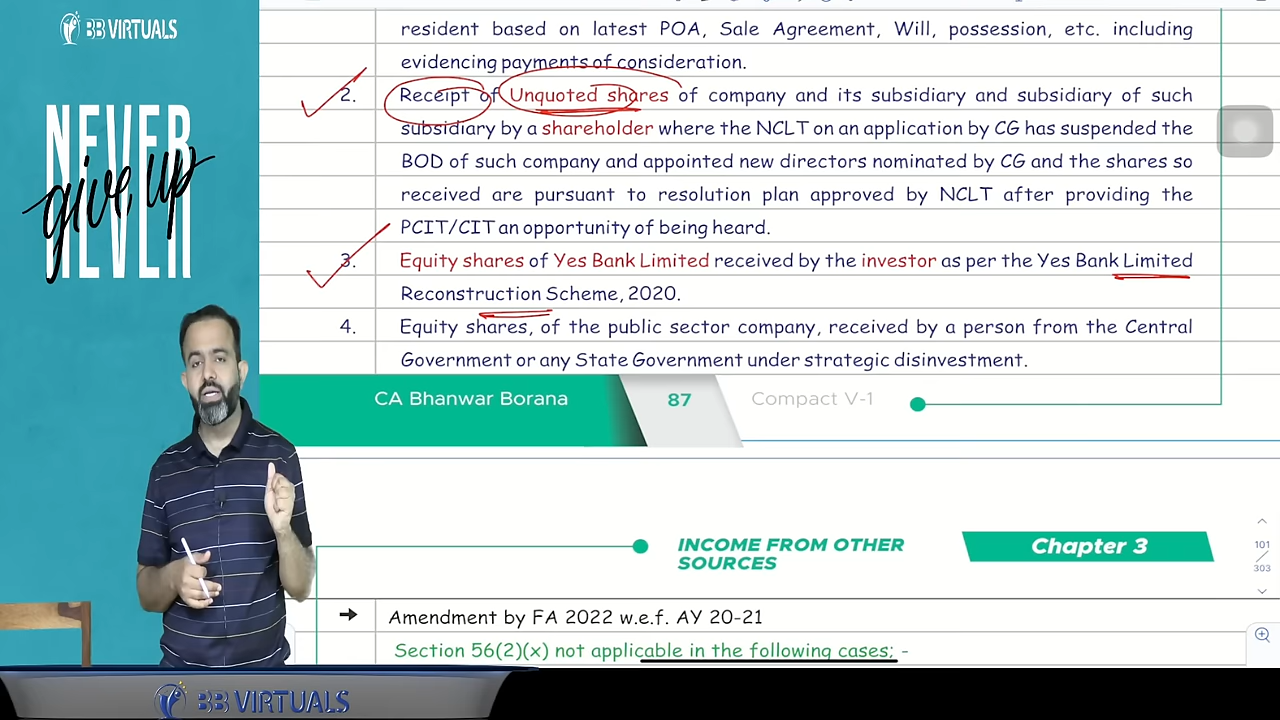 BB VIRTUALS
NEVER
give up
NEVER
resident based on latest POA, Sale Agreement, Will, possession, etc. including
evidencing payments of consideration.
2. Receipt of Unquoted shares of company and its subsidiary and subsidiary of such
subsidiary by a shareholder where the NCLT on an application by CG has suspended the
BOD of such company and appointed new directors nominated by CG and the shares so
received are pursuant to resolution plan approved by NCLT after providing the
PCIT/CIT an opportunity of being heard.
3. Equity shares of Yes Bank Limited received by the investor as per the Yes Bank Limited
Reconstruction Scheme, 2020.
4. Equity shares, of the public sector company, received by a person from the Central
Government or any State Government under strategic disinvestment.
CA Bhanwar Borana 87 Compact V-1
INCOME FROM OTHER
SOURCES
Chapter 3
101
303
→ Amendment by FA 2022 w.e.f. AY 20-21
Section 56(2)(x) not applicable in the following cases; -
BB VIRTUALS